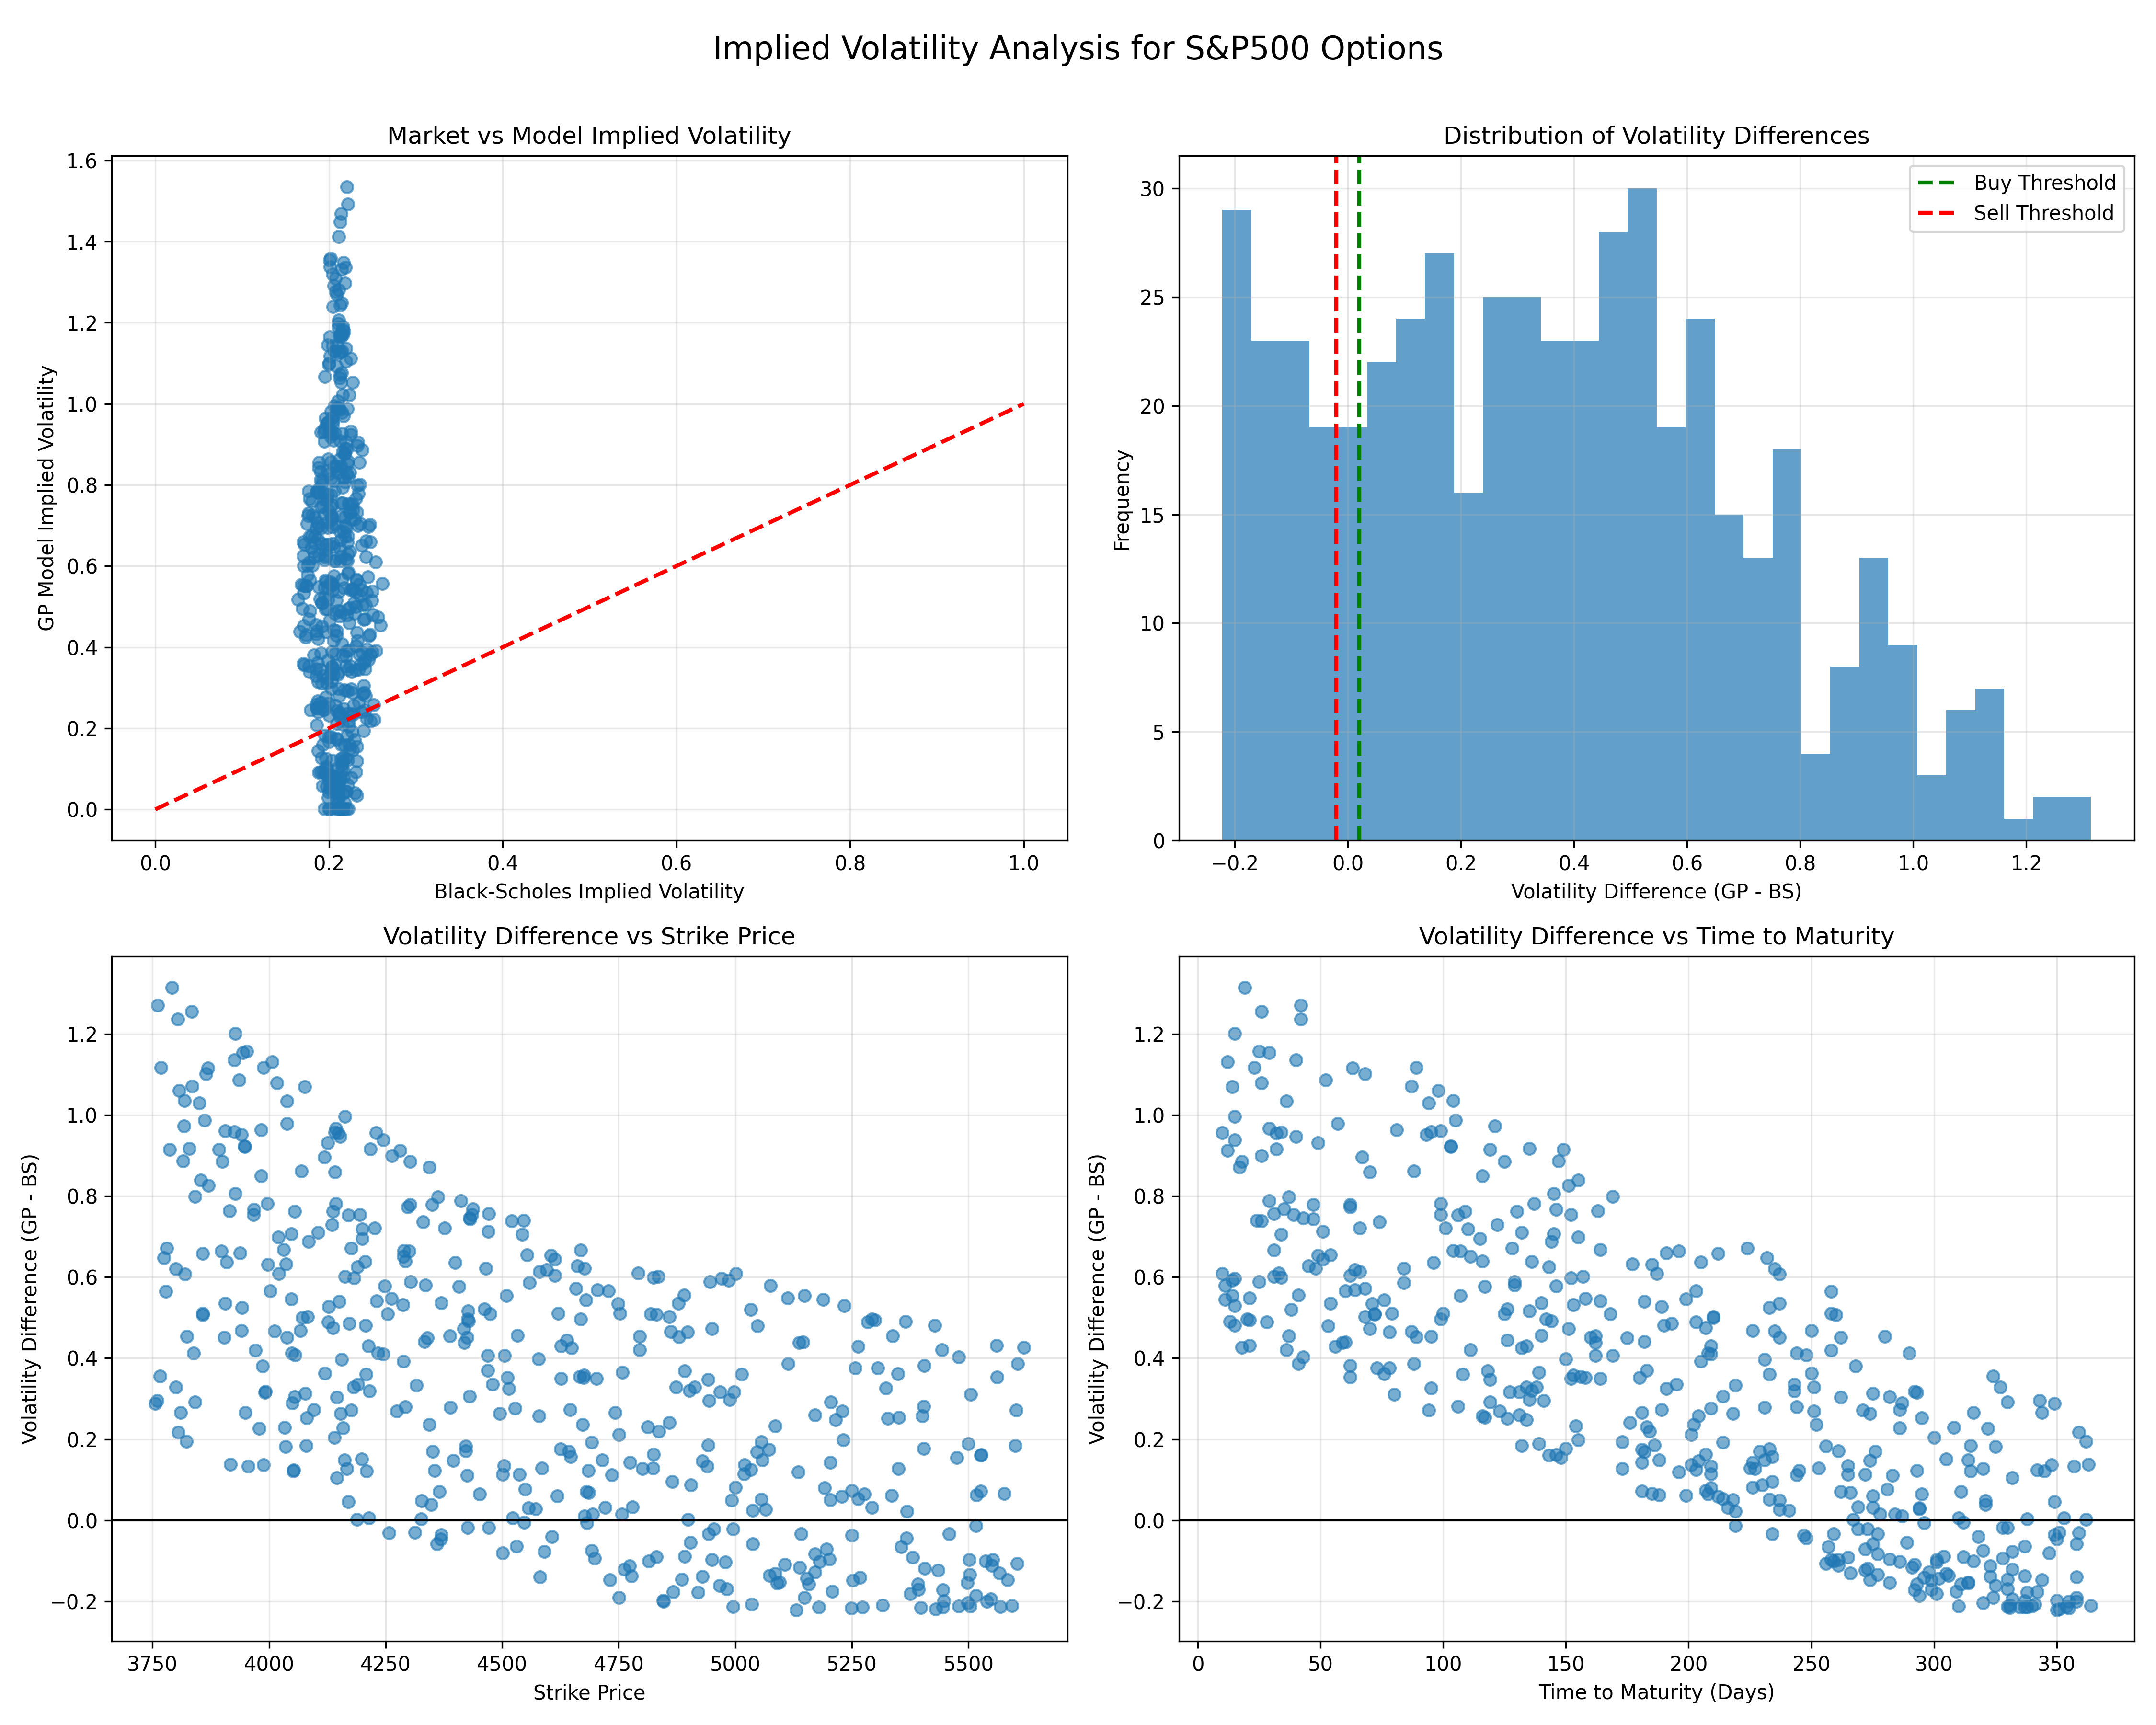 Implied Volatility Analysis for S&P500 Options
Market vs Model Implied Volatility
1.6
1.4
1.2
1.0
0.8
0.6
0.4
0.2
0.0
GP Model Implied Volatility
0.0 0.2 0.4 0.6 0.8 1.0
Black-Scholes Implied Volatility
Distribution of Volatility Differences
Buy Threshold
Sell Threshold
30
25
20
15
10
5
0
Frequency
−0.2 0.0 0.2 0.4 0.6 0.8 1.0 1.2
Volatility Difference (GP - BS)
Volatility Difference vs Strike Price
1.2
1.0
0.8
0.6
0.4
0.2
0.0
−0.2
Volatility Difference (GP - BS)
3750 4000 4250 4500 4750 5000 5250 5500
Strike Price
Volatility Difference vs Time to Maturity
1.2
1.0
0.8
0.6
0.4
0.2
0.0
−0.2
Volatility Difference (GP - BS)
0 50 100 150 200 250 300 350
Time to Maturity (Days)